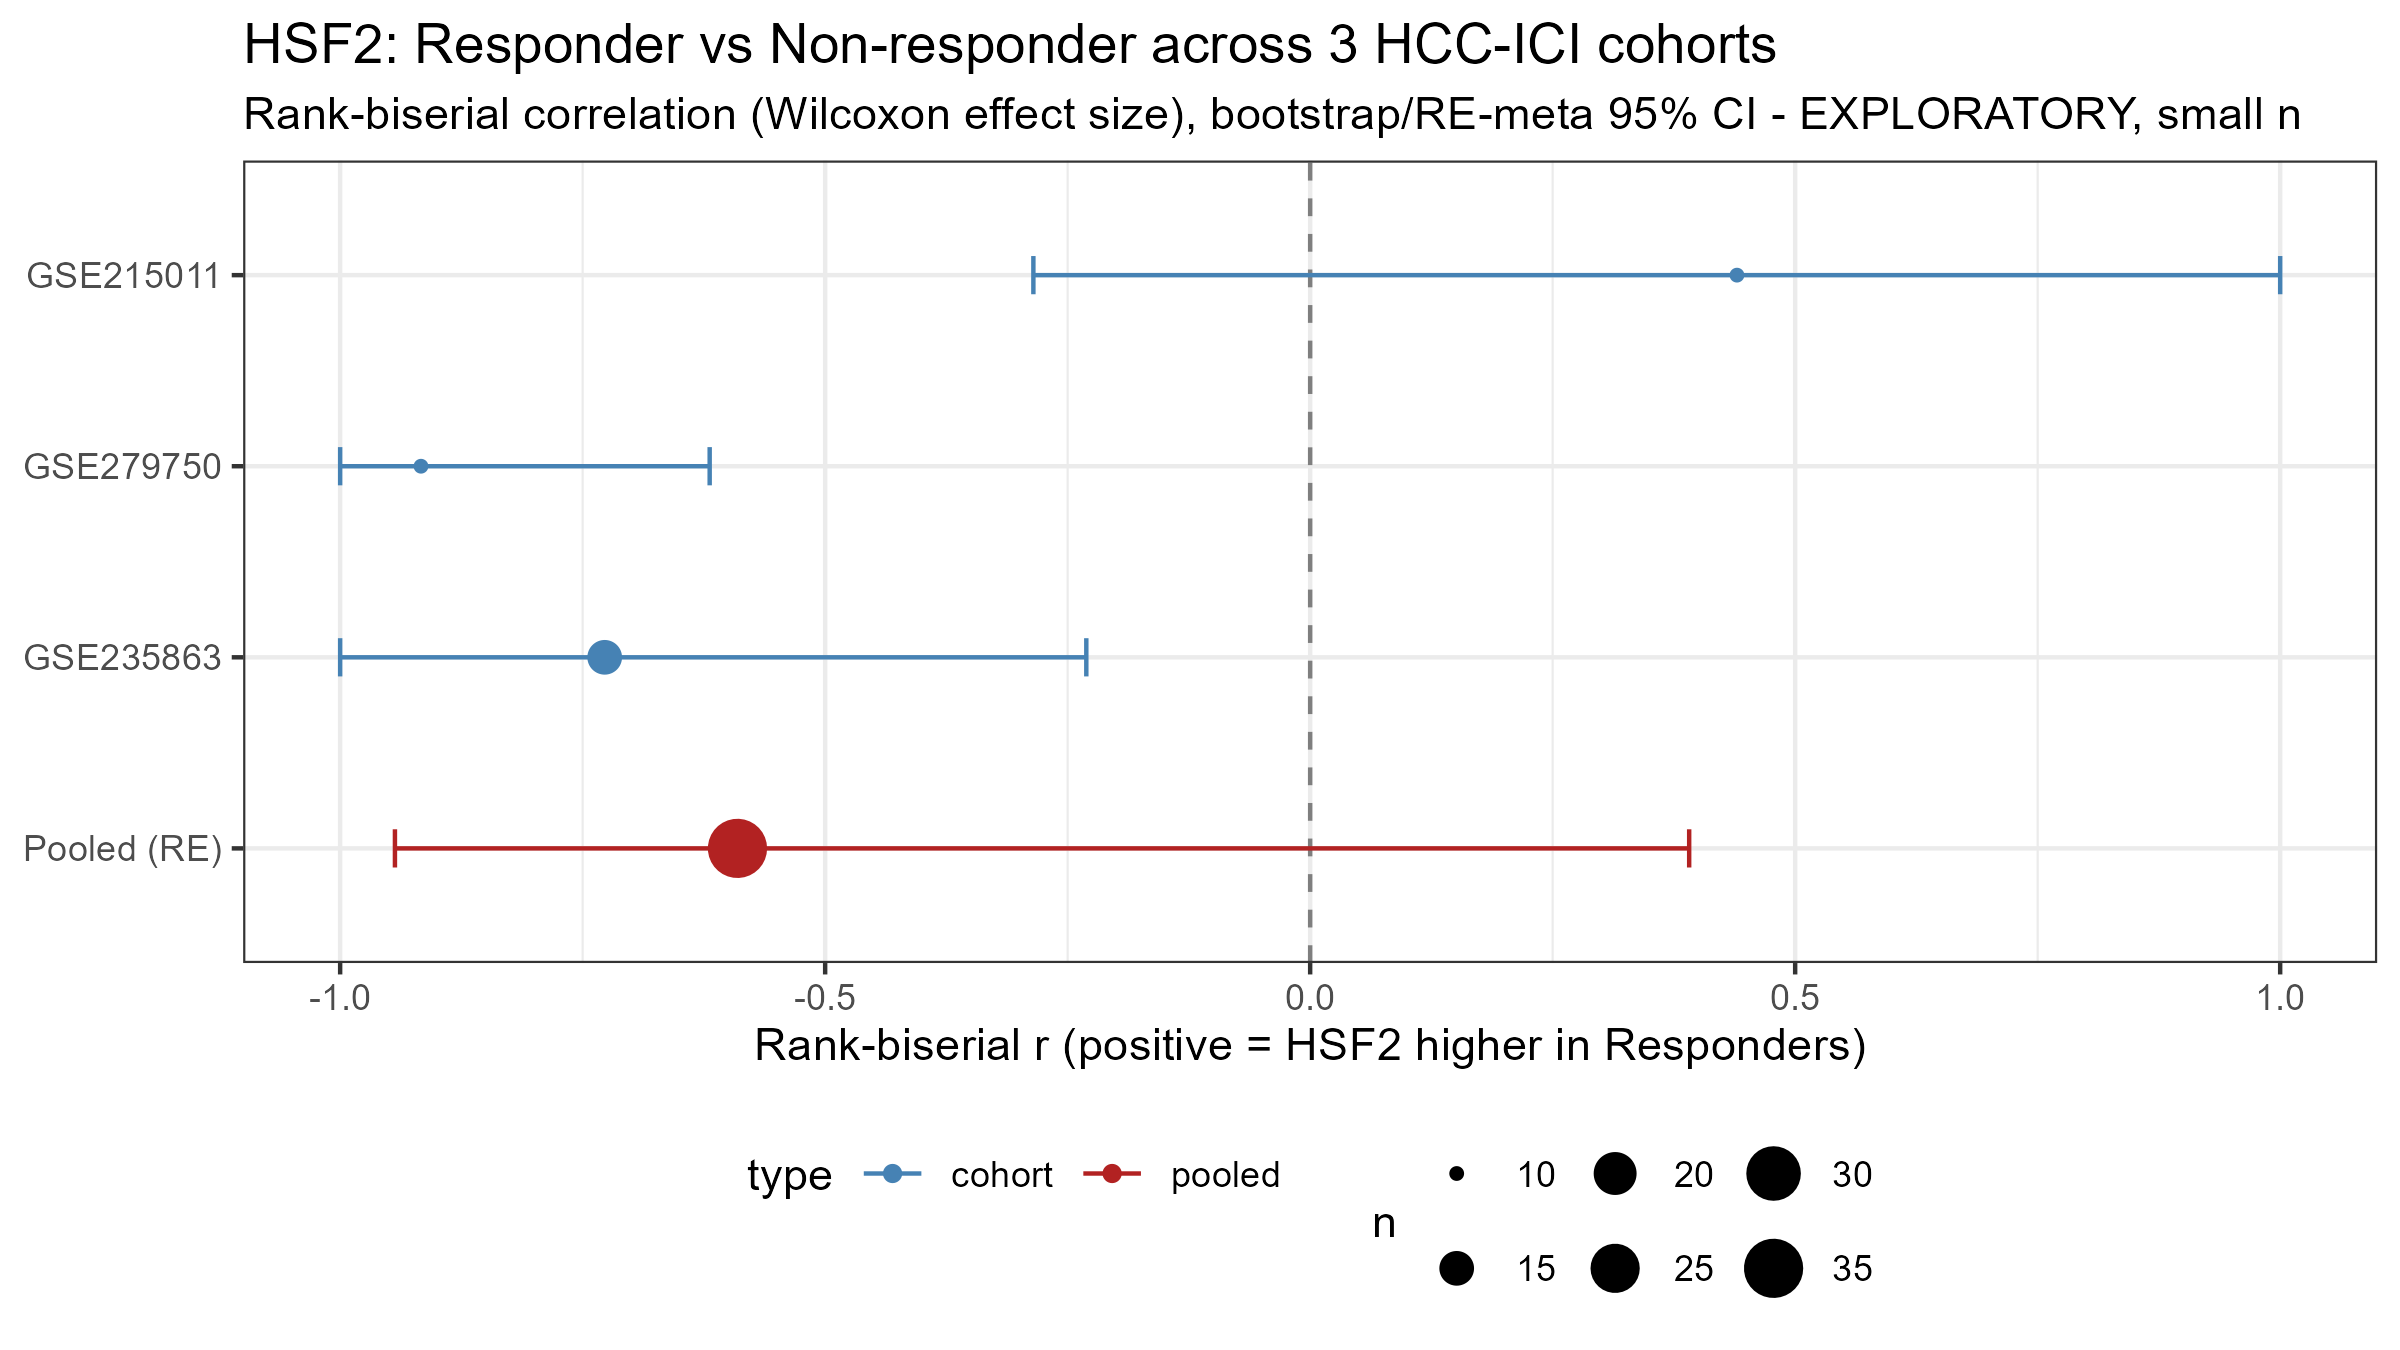 HSF2: Responder vs Non-responder across 3 HCC-ICI cohorts
Rank-biserial correlation (Wilcoxon effect size), bootstrap/RE-meta 95% CI - EXPLORATORY, small n
GSE215011
GSE279750
GSE235863
Pooled (RE)
-1.0 -0.5 0.0 0.5 1.0
Rank-biserial r (positive = HSF2 higher in Responders)
type cohort pooled
n
10 20 30
15 25 35